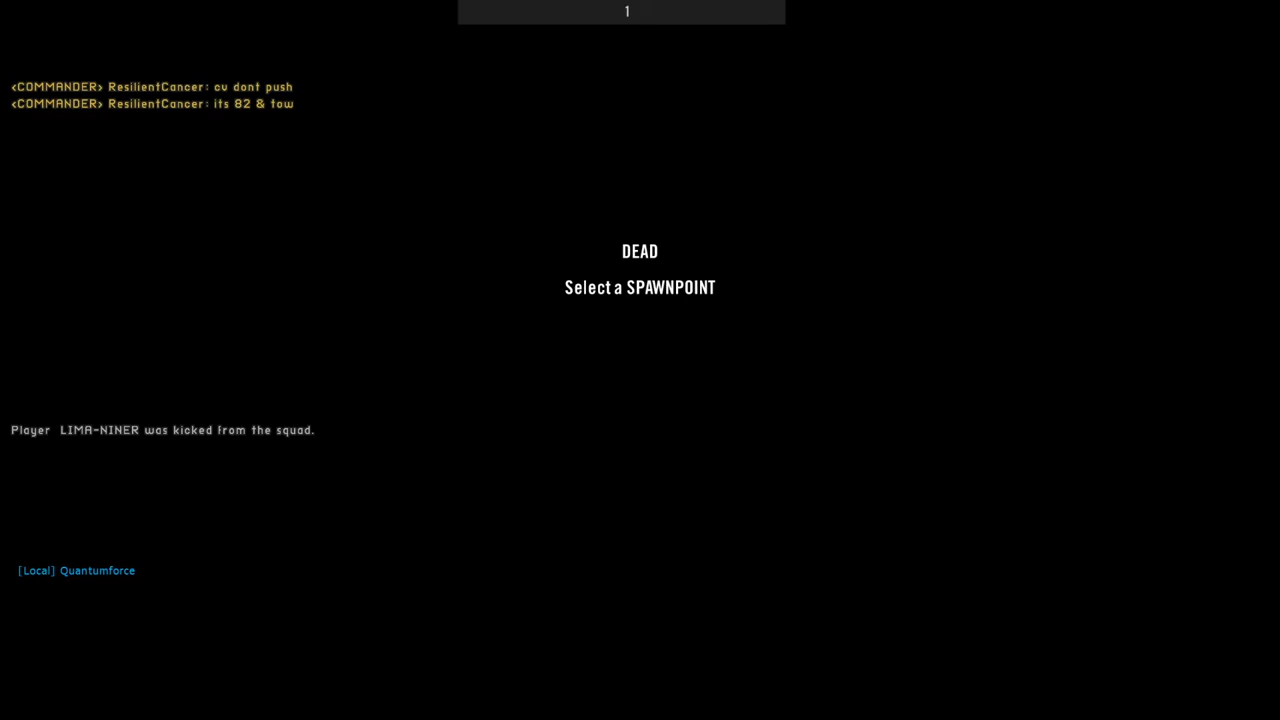 1
<COMMANDER> ResilientCancer: cv dont push
<COMMANDER> ResilientCancer: its 82 & tow
DEAD
Select a SPAWNPOINT
Player  LIMA-NINER was kicked from the squad.
[Local] Quantumforce